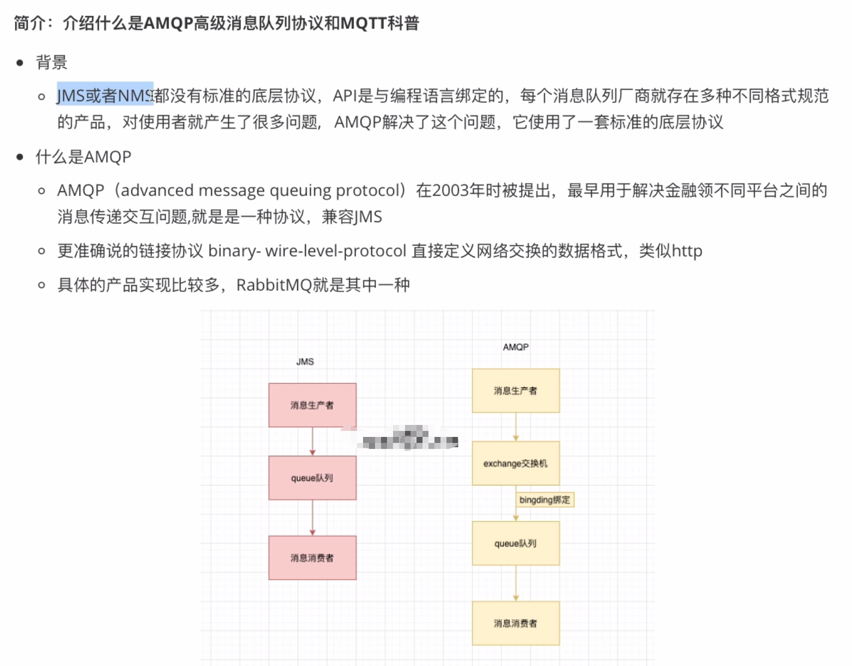 简介：介绍什么是AMQP高级消息队列协议和MQTT科普
背景
JMS或者NMS都没有标准的底层协议，API是与编程语言绑定的，每个消息队列厂商就存在多种不同格式规范
的产品，对使用者就产生了很多问题，AMQP解决了这个问题，它使用了一套标准的底层协议
什么是AMQP
AMQP（advanced message queuing protocol）在2003年时被提出，最早用于解决金融领不同平台之间的
消息传递交互问题,就是是一种协议，兼容JMS
更准确说的链接协议 binary- wire-level-protocol 直接定义网络交换的数据格式，类似http
具体的产品实现比较多，RabbitMQ就是其中一种
JMS
消息生产者
queue队列
消息消费者
AMQP
消息生产者
exchange交换机
bingding绑定
queue队列
消息消费者